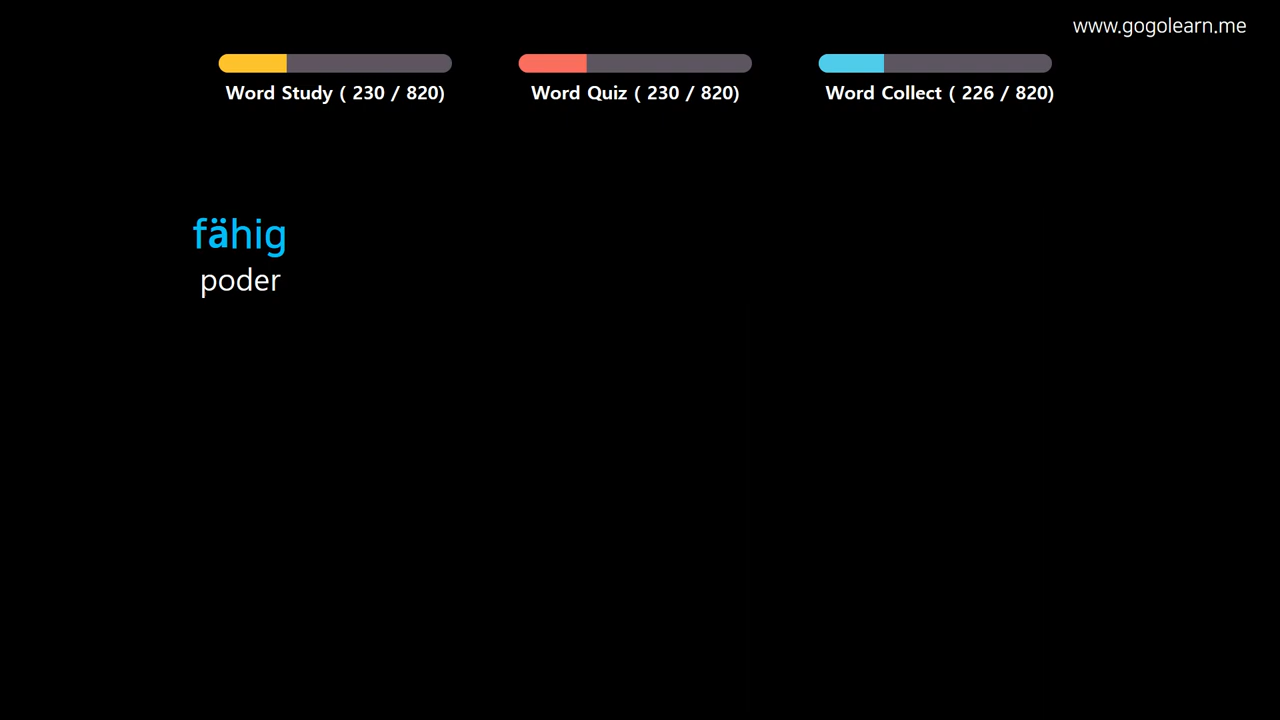 www.gogolearn.me
Word Study ( 230 / 820)
Word Quiz ( 230 / 820)
Word Collect ( 226 / 820)
fähig
poder